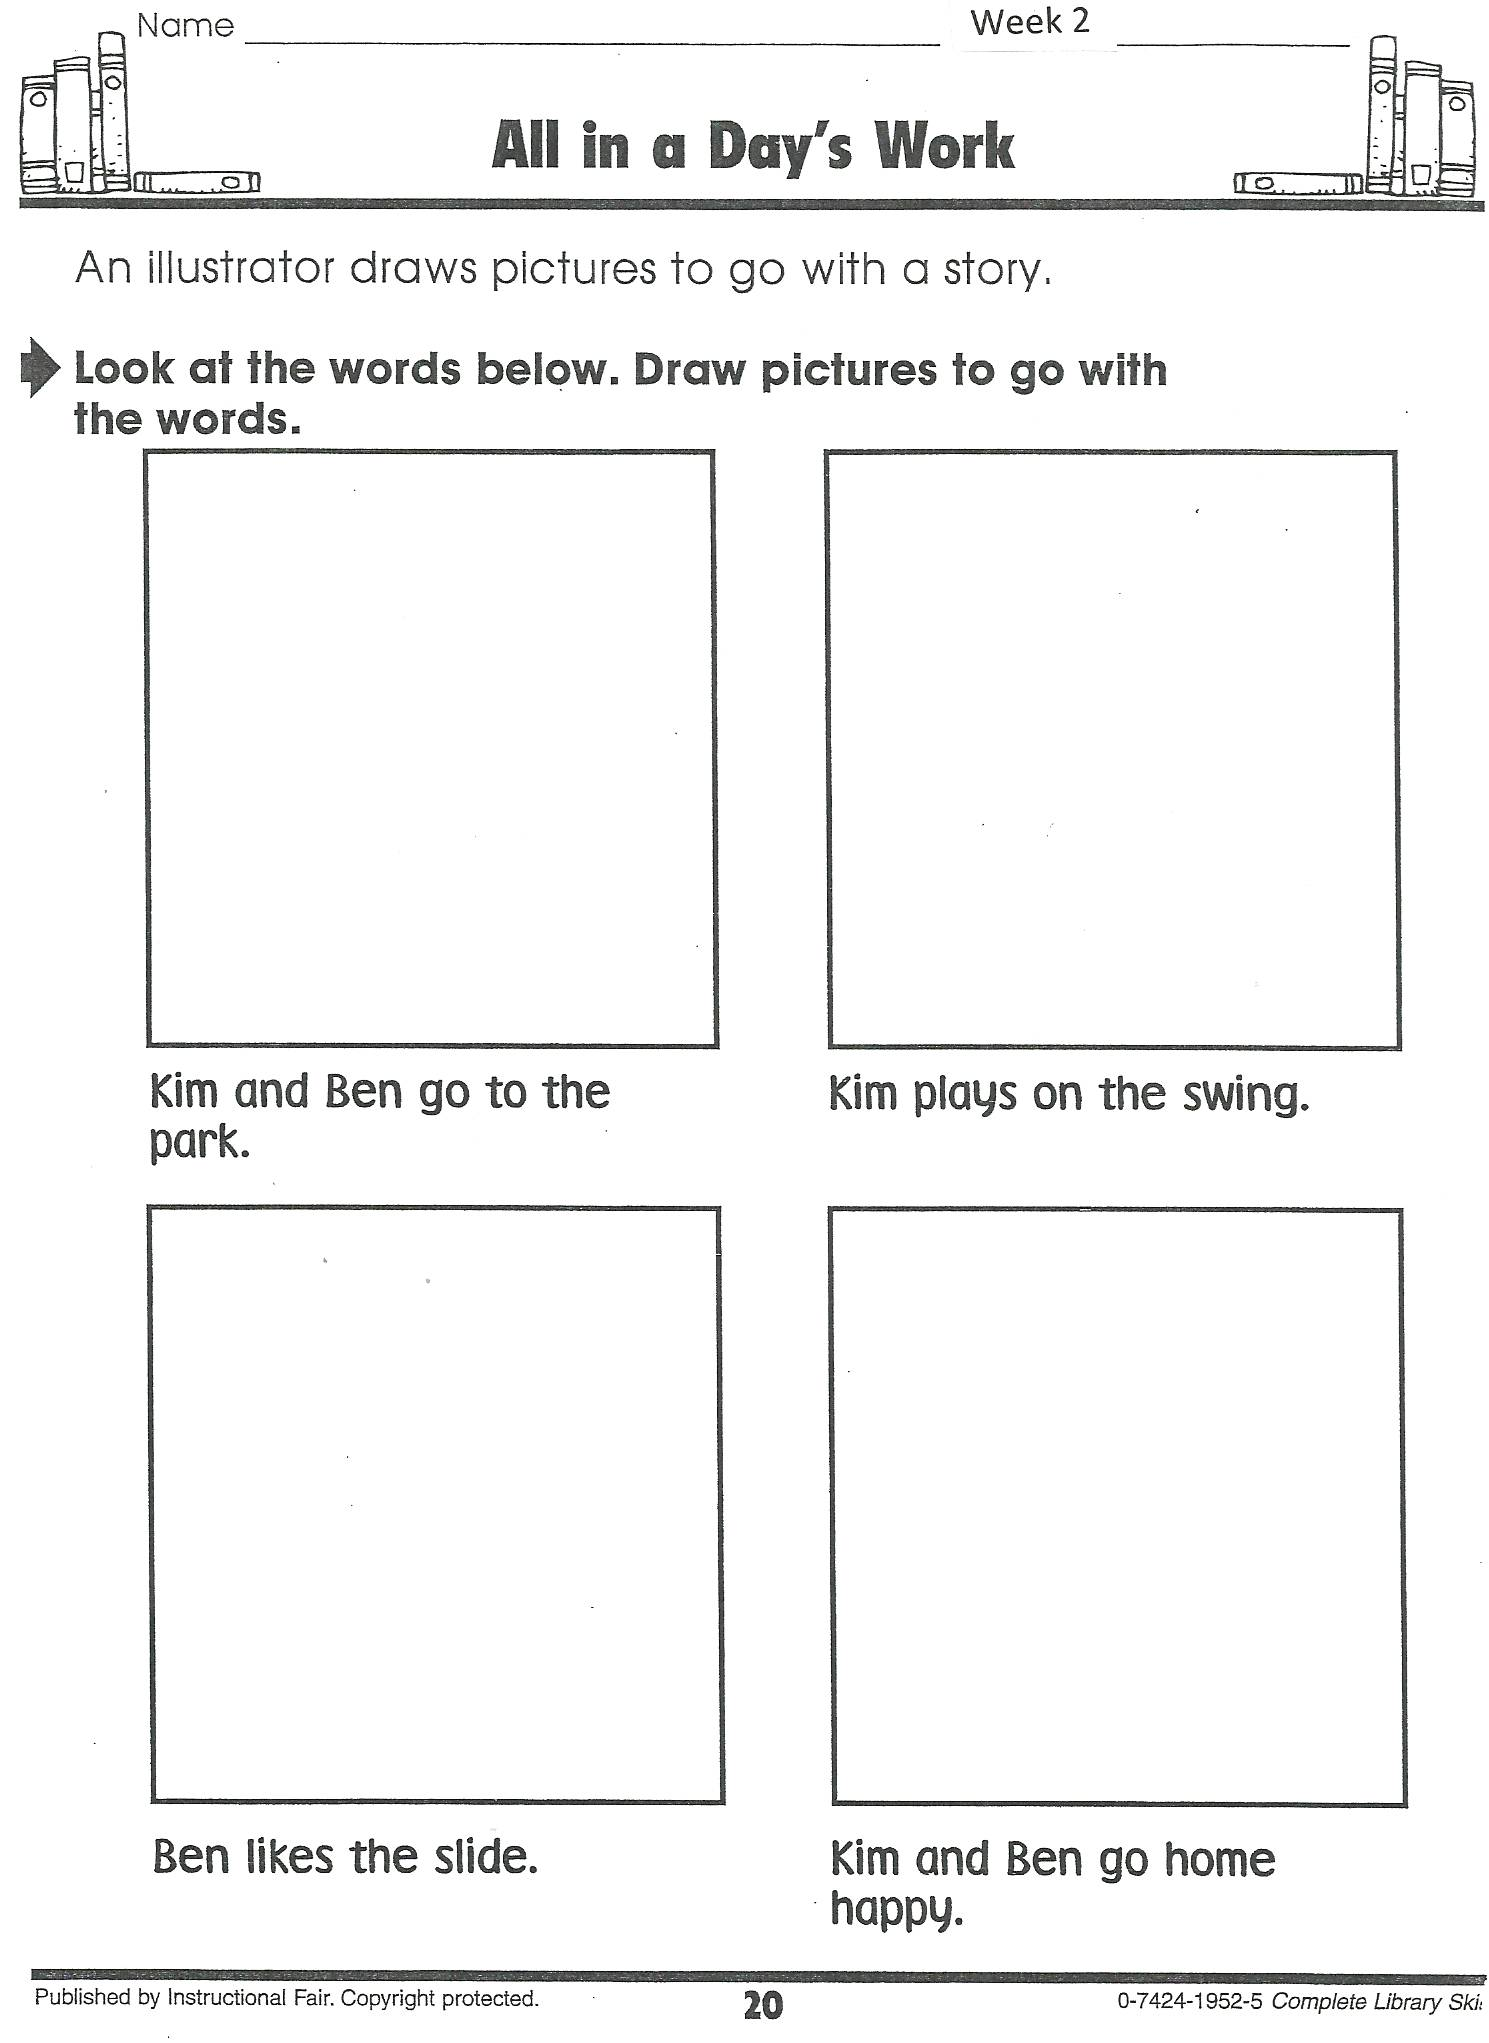 Name Week 2
All in a Day's Work
An illustrator draws pictures to go with a story.
Look at the words below. Draw pictures to go with
the words.
Kim and Ben go to the
park.
Kim plays on the swing.
Ben likes the slide.
Kim and Ben go home
happy.
Published by Instructional Fair. Copyright protected. 20 0-7424-1952-5 Complete Library